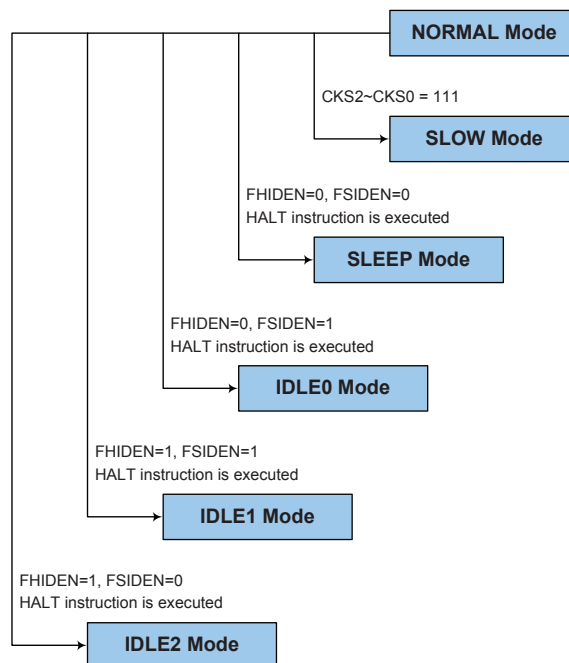 NORMAL Mode
CKS2~CKS0 = 111
SLOW Mode
FHIDEN=0, FSIDEN=0
HALT instruction is executed
SLEEP Mode
FHIDEN=0, FSIDEN=1
HALT instruction is executed
IDLE0 Mode
FHIDEN=1, FSIDEN=1
HALT instruction is executed
IDLE1 Mode
FHIDEN=1, FSIDEN=0
HALT instruction is executed
IDLE2 Mode